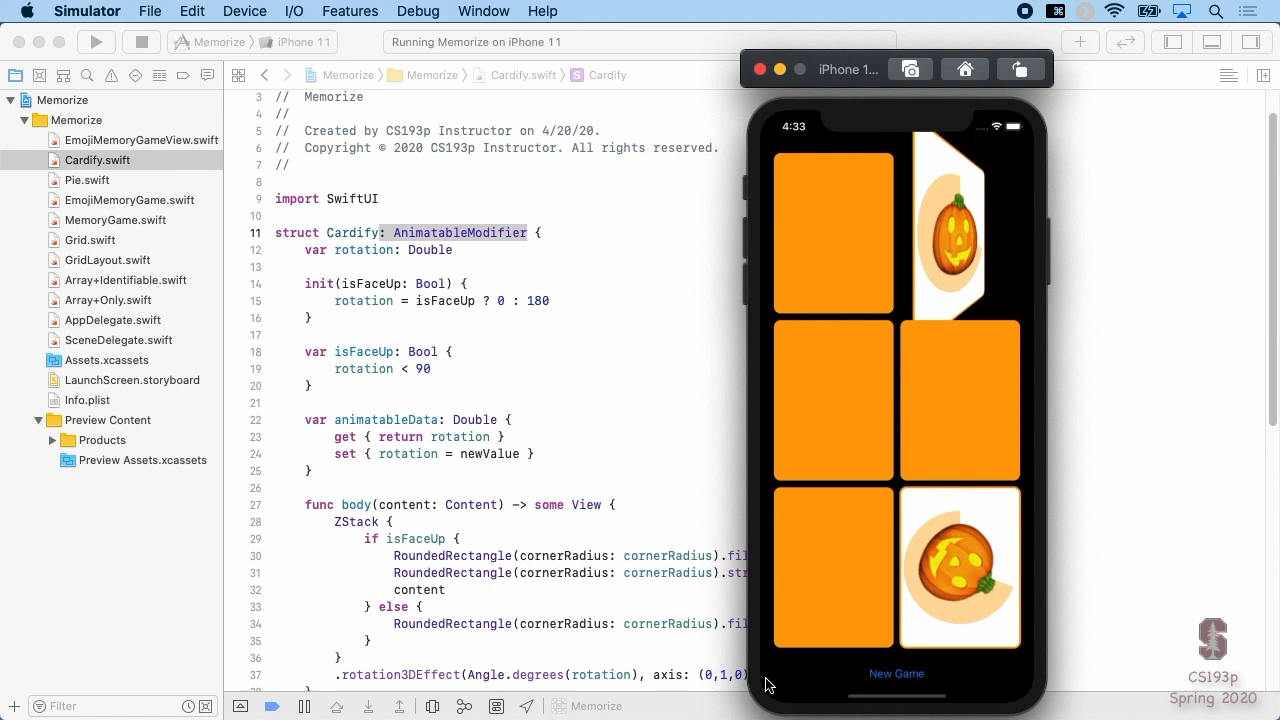 Simulator File Edit Device I/O Features Debug Window Help
Memorize iPhone 11
Running Memorize on iPhone 11
iPhone 1...
Memorize Memorize Cardify.swift S Cardify
Memorize
Memorize
EmojiMemoryGameView.swift
Cardify.swift
Pie.swift
EmojiMemoryGame.swift
MemoryGame.swift
Grid.swift
GridLayout.swift
Array+Identifiable.swift
Array+Only.swift
AppDelegate.swift
SceneDelegate.swift
Assets.xcassets
LaunchScreen.storyboard
Info.plist
Preview Content
Products
Preview Assets.xcassets
Filter
3 // Memorize
4 //
5 // Created by CS193p Instructor on 4/20/20.
6 // Copyright © 2020 CS193p Instructor. All rights reserved.
7 //
8
9 import SwiftUI
10
11 struct Cardify: AnimatableModifier {
12 var rotation: Double
13
14 init(isFaceUp: Bool) {
15 rotation = isFaceUp ? 0 : 180
16 }
17
18 var isFaceUp: Bool {
19 rotation < 90
20 }
21
22 var animatableData: Double {
23 get { return rotation }
24 set { rotation = newValue }
25 }
26
27 func body(content: Content) -> some View {
28 ZStack {
29 if isFaceUp {
30 RoundedRectangle(cornerRadius: cornerRadius).fil
31 RoundedRectangle(cornerRadius: cornerRadius).str
32 content
33 } else {
34 RoundedRectangle(cornerRadius: cornerRadius).fil
35 }
36 }
37 .rotation3DEffect(Angle.degrees(rotation), axis: (0,1,0)
Memorize
4:33
New Game
CS193p
Spring 2020